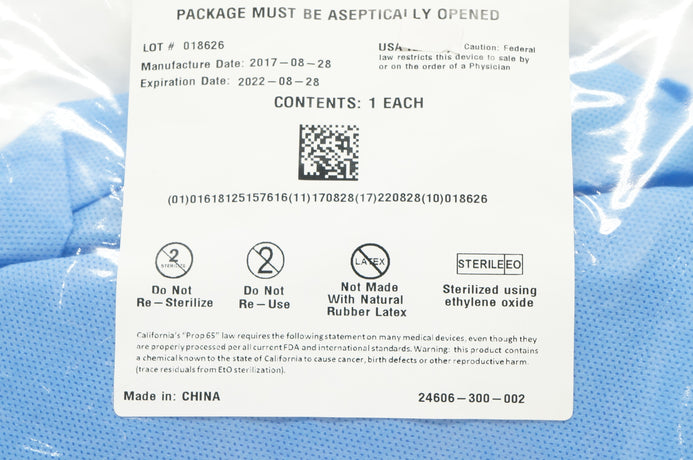 PACKAGE MUST BE ASEPTICALLY OPENED
LOT # 018626
Manufacture Date: 2017-08-28
Expiration Date: 2022-08-28
USA Caution: Federal
law restricts this device to sale by
or on the order of a Physician
CONTENTS: 1 EACH
(01)01618125157616(11)170828(17)220828(10)018626
2
STERILIZE
Do Not
Re-Sterilize
2
Do Not
Re-Use
LATEX
Not Made
With Natural
Rubber Latex
STERILE EO
Sterilized using
ethylene oxide
California's "Prop 65" law requires the following statement on many medical devices, even though they
are properly processed per all current FDA and international standards. Warning: this product contains
a chemical known to the state of California to cause cancer, birth defects or other reproductive harm.
(trace residuals from EtO sterilization).
Made in: CHINA
24606-300-002